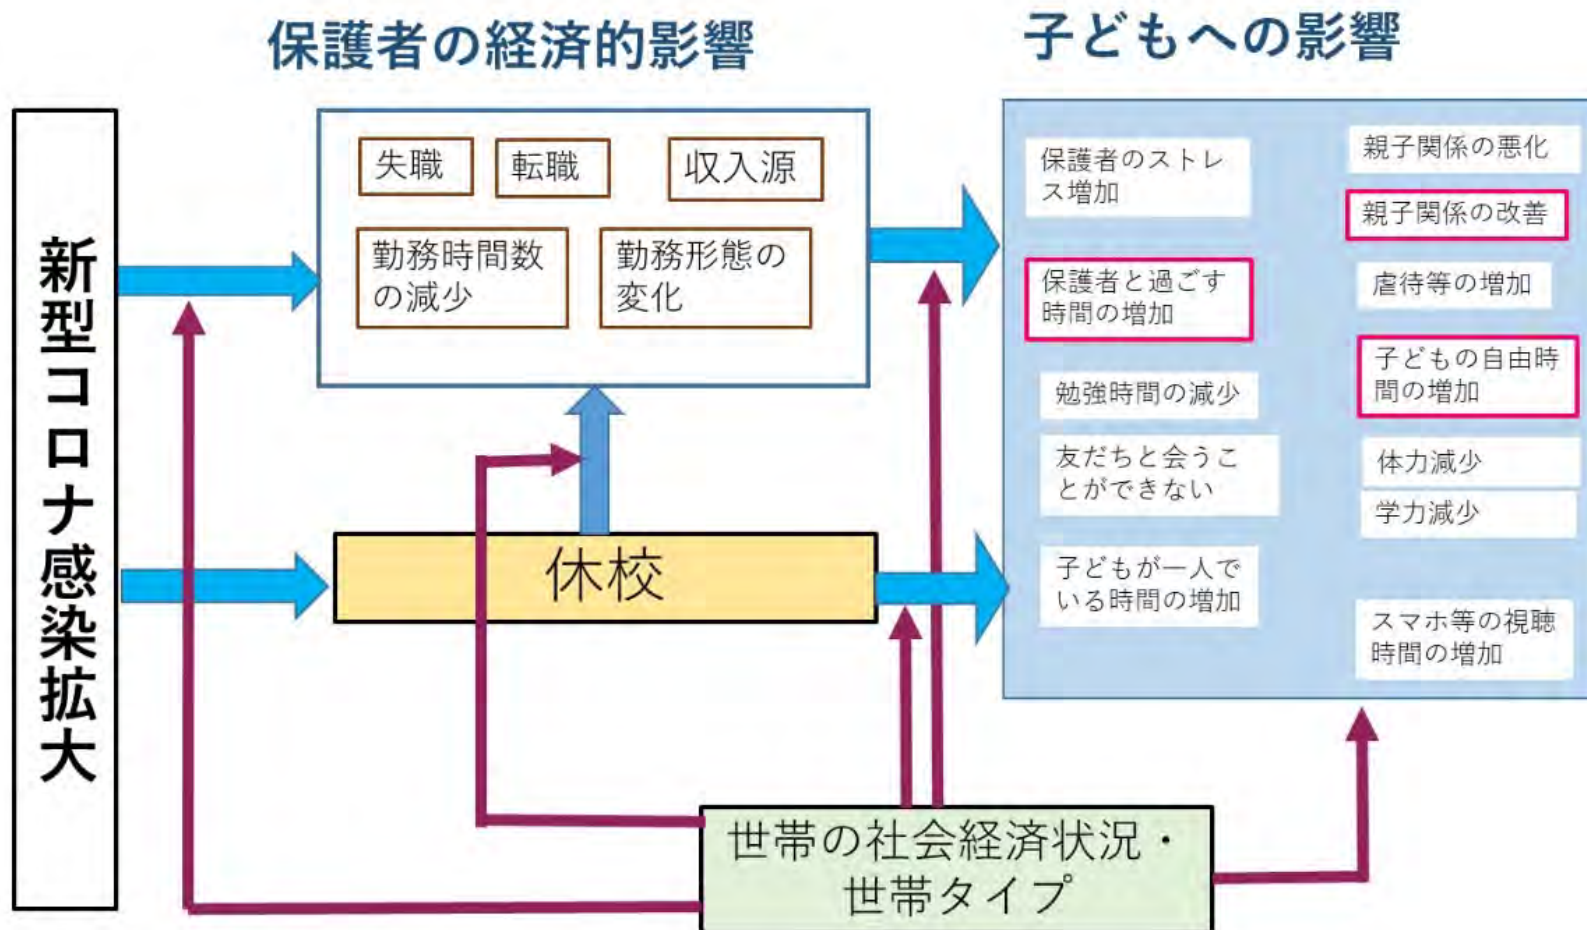 保護者の経済的影響
子どもへの影響
新型コロナ感染拡大
失職
転職
収入源
勤務時間数
の減少
勤務形態の
変化
休校
世帯の社会経済状況・
世帯タイプ
保護者のストレ
ス増加
保護者と過ごす
時間の増加
勉強時間の減少
友だちと会うこ
とができない
子どもが一人で
いる時間の増加
親子関係の悪化
親子関係の改善
虐待等の増加
子どもの自由時
間の増加
体力減少
学力減少
スマホ等の視聴
時間の増加